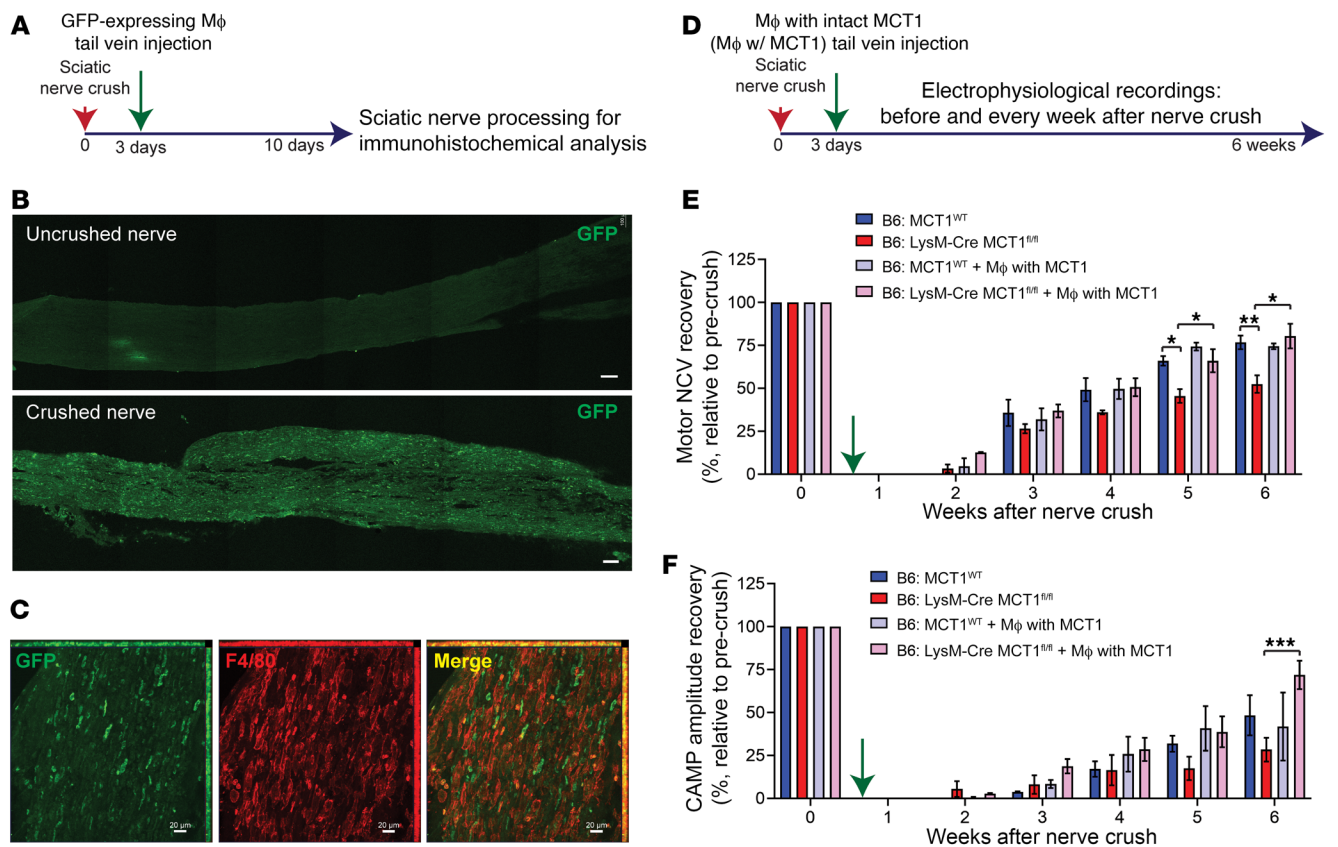 A
GFP-expressing Mϕ
tail vein injection
Sciatic
nerve crush
0
3 days
10 days
Sciatic nerve processing for
immunohistochemical analysis
B
Uncrushed nerve
GFP
Crushed nerve
GFP
C
GFP
F4/80
Merge
20 µm
20 µm
20 µm
D
Mϕ with intact MCT1
(Mϕ w/ MCT1) tail vein injection
Sciatic
nerve crush
Electrophysiological recordings:
before and every week after nerve crush
0
3 days
6 weeks
E
B6: MCT1WT
B6: LysM-Cre MCT1fl/fl
B6: MCT1WT + Mϕ with MCT1
B6: LysM-Cre MCT1fl/fl + Mϕ with MCT1
Motor NCV recovery
(%, relative to pre-crush)
125
100
75
50
25
0
* * ** *
0 1 2 3 4 5 6
Weeks after nerve crush
F
B6: MCT1WT
B6: LysM-Cre MCT1fl/fl
B6: MCT1WT + Mϕ with MCT1
B6: LysM-Cre MCT1fl/fl + Mϕ with MCT1
CAMP amplitude recovery
(%, relative to pre-crush)
125
100
75
50
25
0
***
0 1 2 3 4 5 6
Weeks after nerve crush